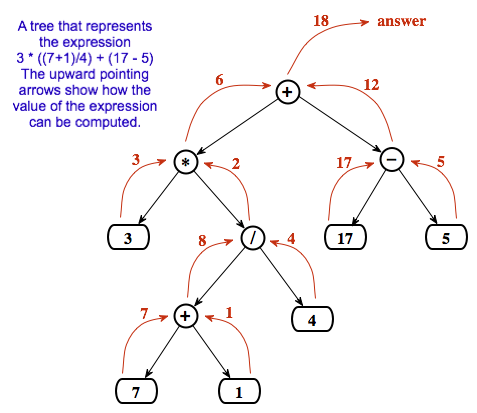 A tree that represents
the expression
3 * ((7+1)/4) + (17 - 5)
The upward pointing
arrows show how the
value of the expression
can be computed.
18 answer
6 12
+
3 2 17 5
* −
3 17 5
8 4
/
7 1
+ 4
7 1